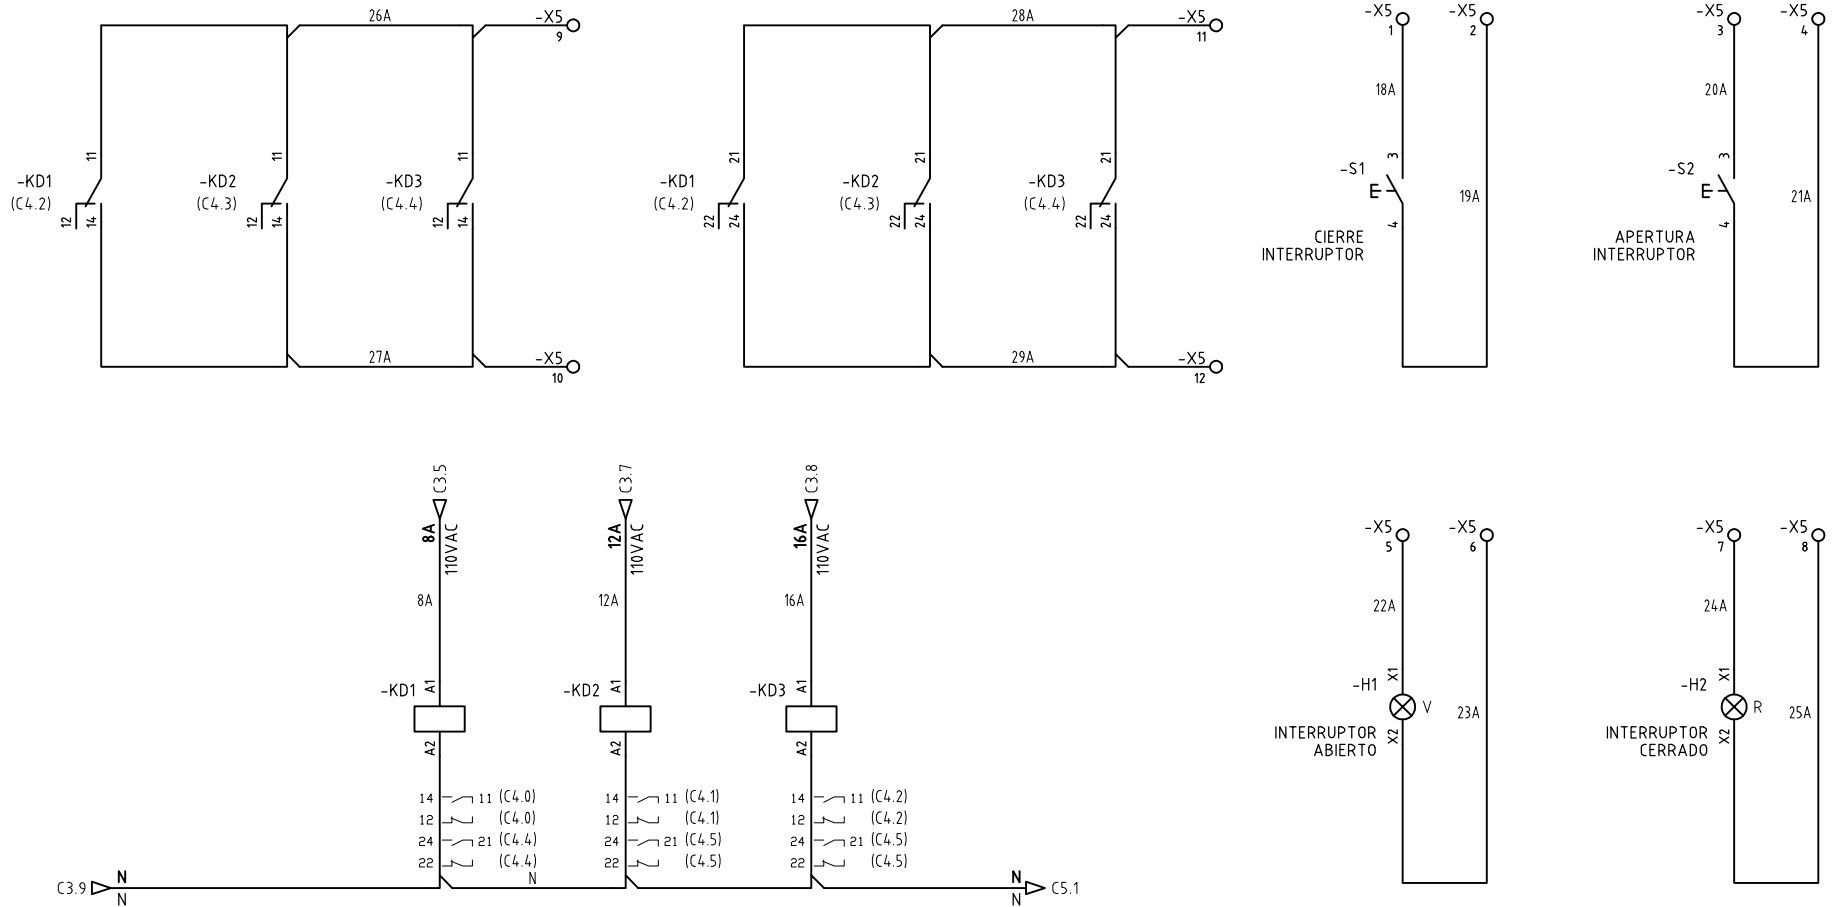 26A
-X5
9
11
-KD1
(C4.2)
12
14
11
-KD2
(C4.3)
12
14
11
-KD3
(C4.4)
12
14
27A
-X5
10
28A
-X5
11
21
-KD1
(C4.2)
22
24
21
-KD2
(C4.3)
22
24
21
-KD3
(C4.4)
22
24
29A
-X5
12
-X5
1
-X5
2
18A
3
-S1
4
19A
CIERRE
INTERRUPTOR
-X5
3
-X5
4
20A
3
-S2
4
21A
APERTURA
INTERRUPTOR
C3.5
8A
110VAC
8A
-KD1
A1
A2
14 11 (C4.0)
12 (C4.0)
24 21 (C4.4)
22 (C4.4)
C3.7
12A
110VAC
12A
-KD2
A1
A2
14 11 (C4.1)
12 (C4.1)
24 21 (C4.5)
22 (C4.5)
C3.8
16A
110VAC
16A
-KD3
A1
A2
14 11 (C4.2)
12 (C4.2)
24 21 (C4.5)
22 (C4.5)
C3.9
N
N
N
N
N
C5.1
-X5
5
-X5
6
22A
X1
-H1
V
X2
23A
INTERRUPTOR
ABIERTO
-X5
7
-X5
8
24A
X1
-H2
R
X2
25A
INTERRUPTOR
CERRADO